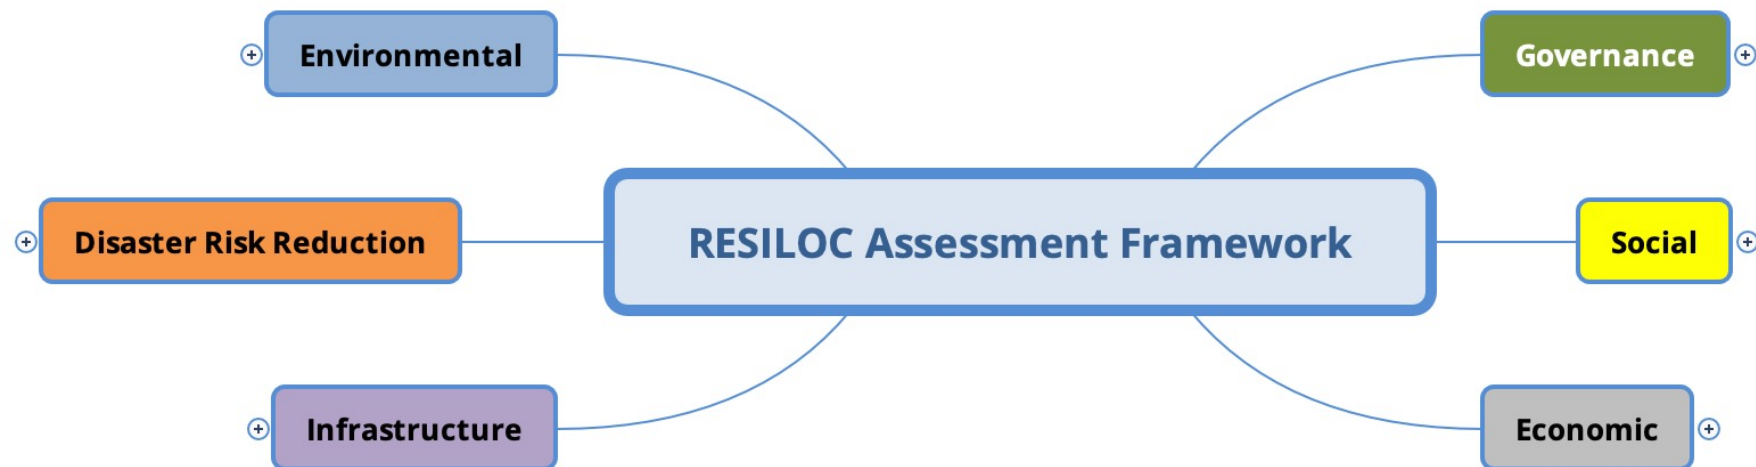 Environmental
Governance
Disaster Risk Reduction
RESILOC Assessment Framework
Social
Infrastructure
Economic